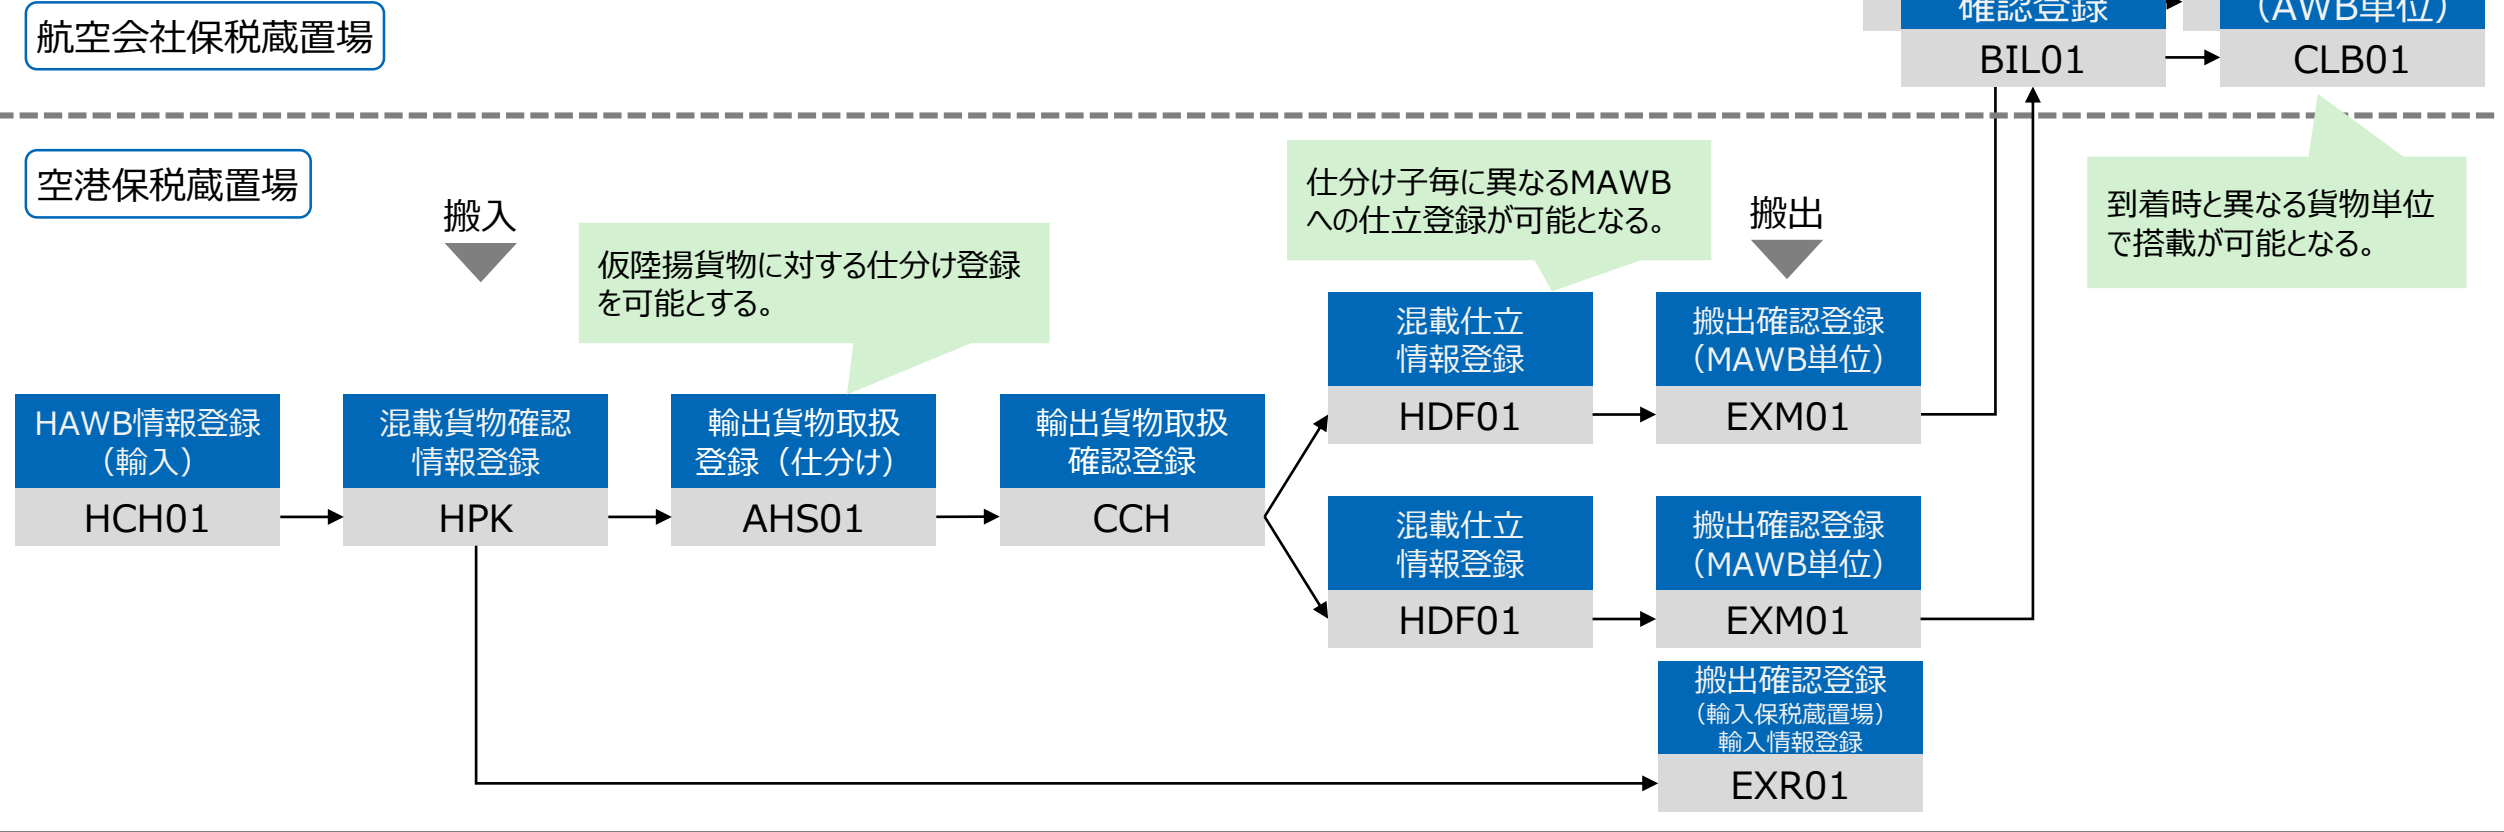 航空会社保税蔵置場
確認登録
BIL01
（AWB単位）
CLB01
空港保税蔵置場
搬入
仮陸揚貨物に対する仕分け登録
を可能とする。
仕分け子毎に異なるMAWB
への仕立登録が可能となる。
搬出
到着時と異なる貨物単位
で搭載が可能となる。
HAWB情報登録
（輸入）
HCH01
混載貨物確認
情報登録
HPK
輸出貨物取扱
登録（仕分け）
AHS01
輸出貨物取扱
確認登録
CCH
混載仕立
情報登録
HDF01
搬出確認登録
（MAWB単位）
EXM01
混載仕立
情報登録
HDF01
搬出確認登録
（MAWB単位）
EXM01
搬出確認登録
（輸入保税蔵置場）
輸入情報登録
EXR01